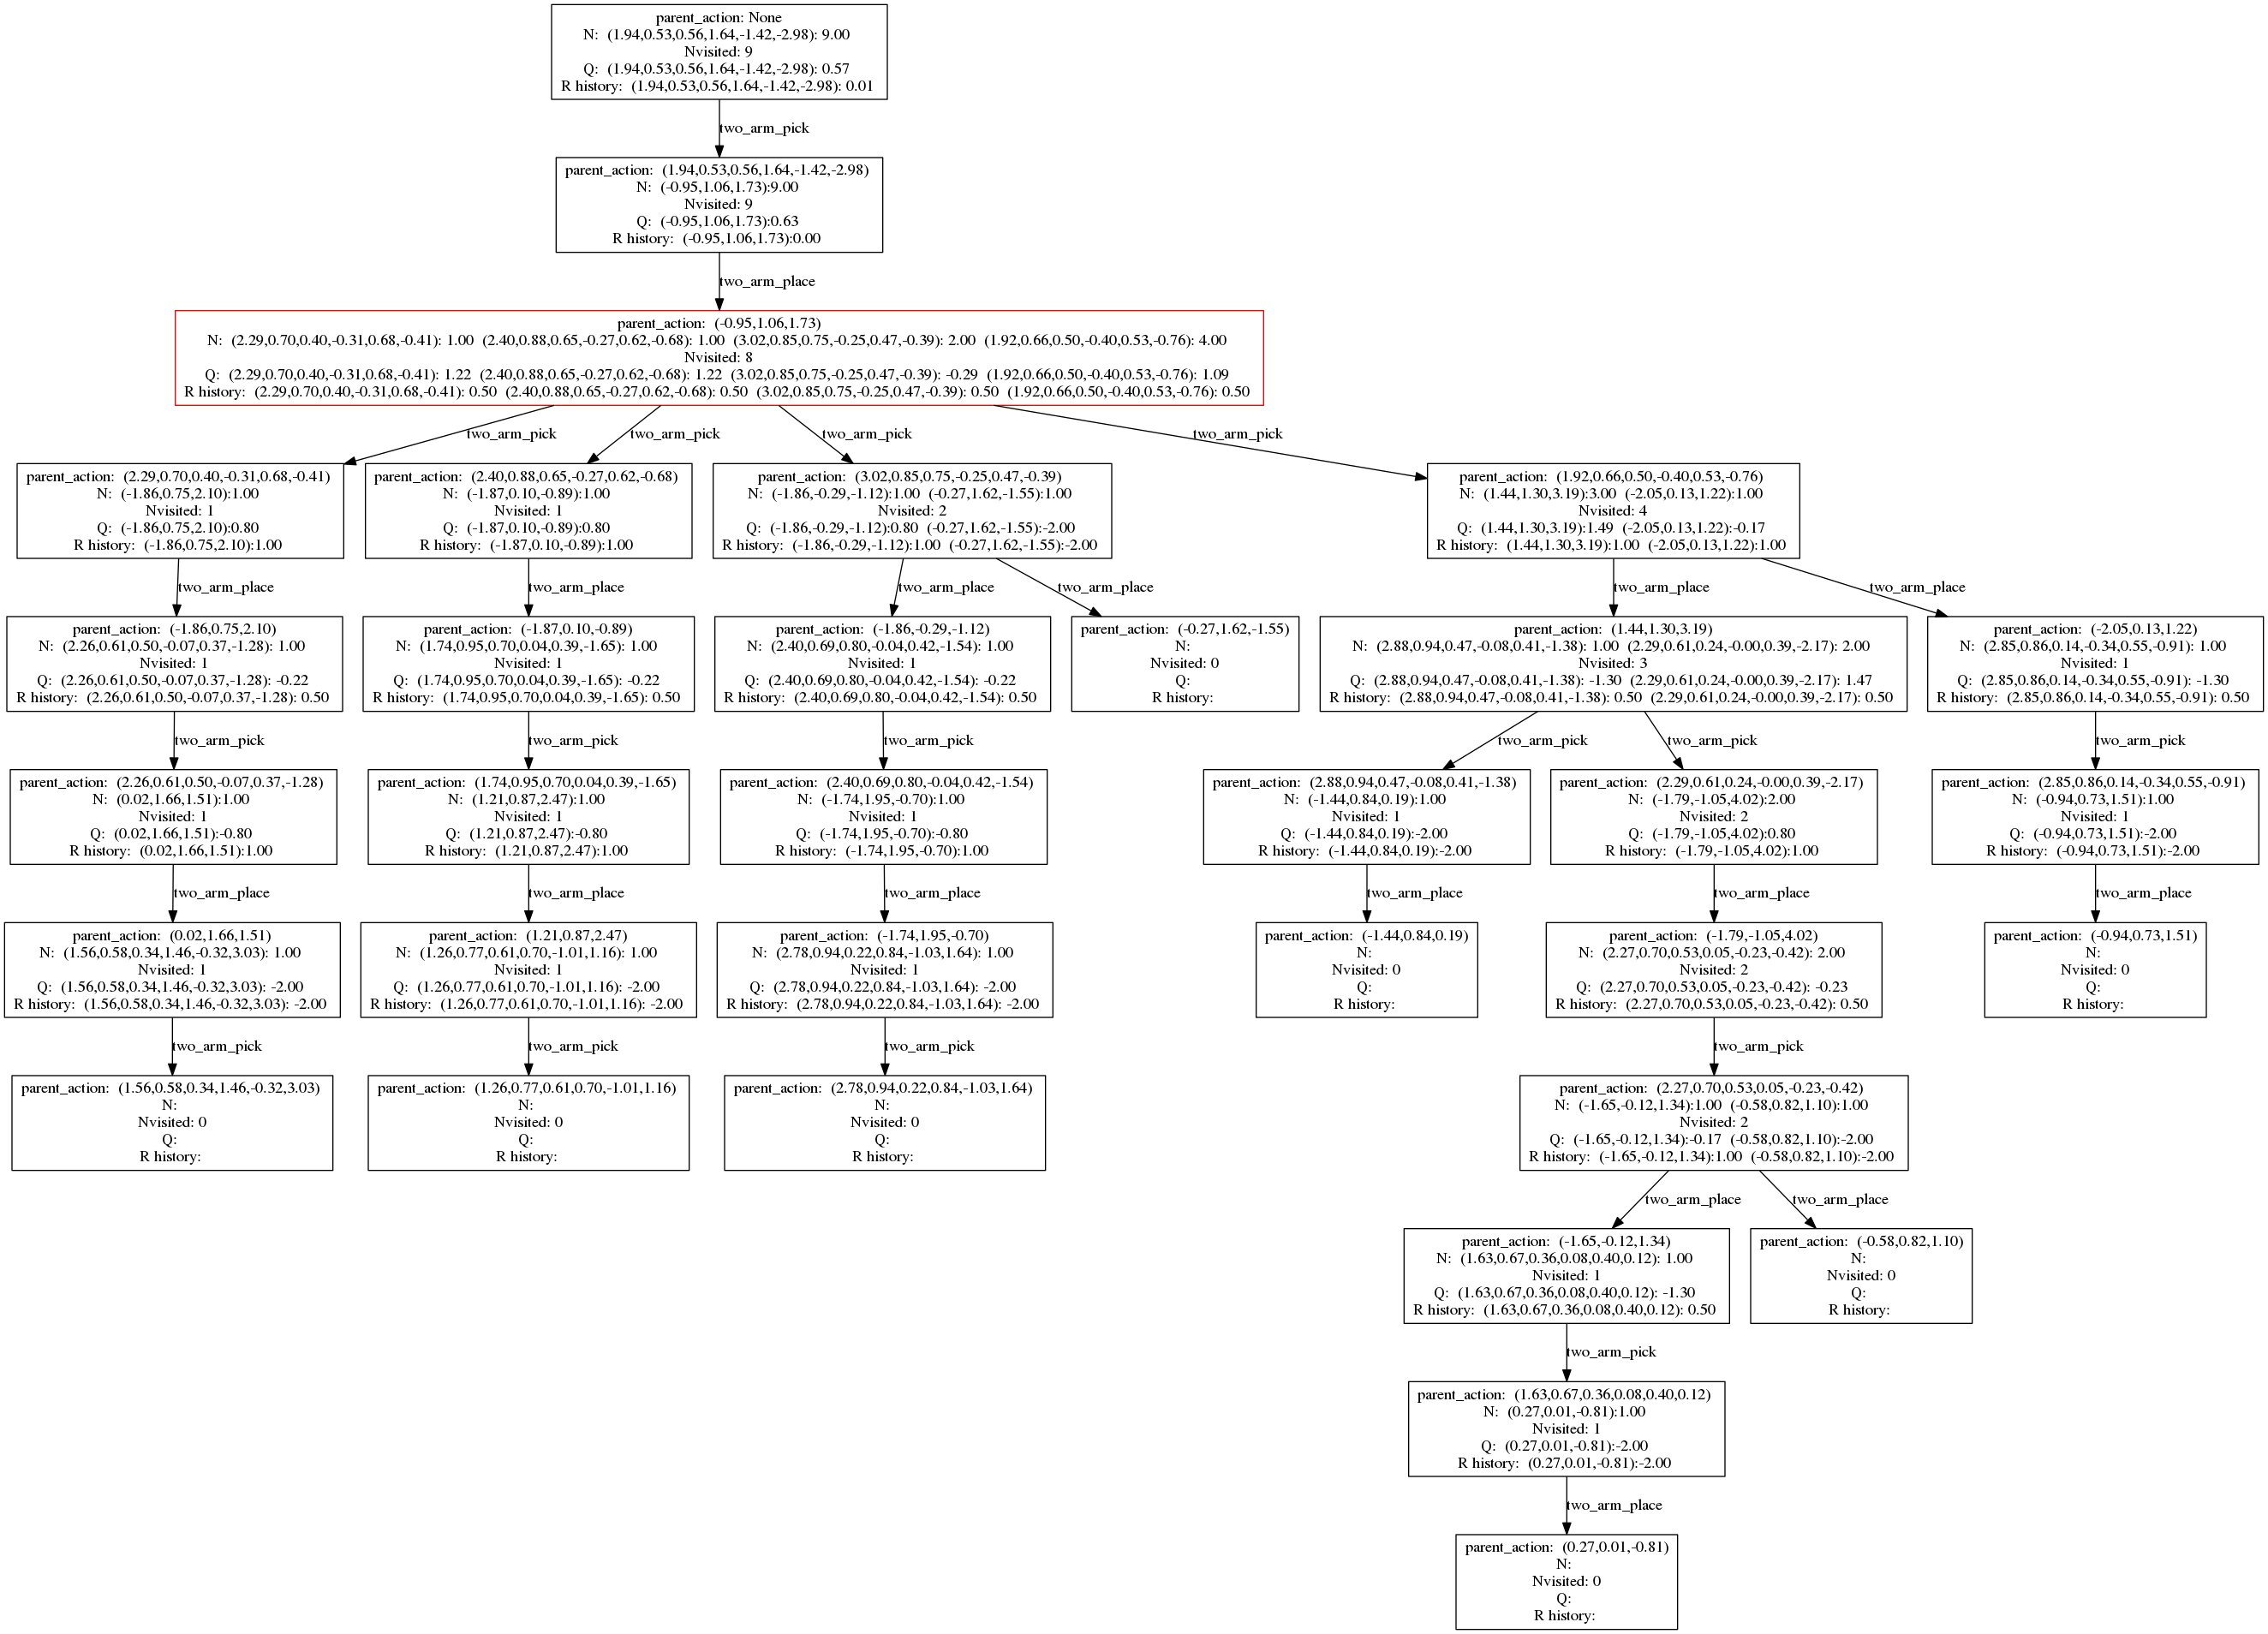 parent_action: None
N: (1.94,0.53,0.56,1.64,-1.42,-2.98): 9.00
Nvisited: 9
Q: (1.94,0.53,0.56,1.64,-1.42,-2.98): 0.57
R history: (1.94,0.53,0.56,1.64,-1.42,-2.98): 0.01
two_arm_pick
parent_action: (1.94,0.53,0.56,1.64,-1.42,-2.98)
N: (-0.95,1.06,1.73):9.00
Nvisited: 9
Q: (-0.95,1.06,1.73):0.63
R history: (-0.95,1.06,1.73):0.00
two_arm_place
parent_action: (-0.95,1.06,1.73)
N: (2.29,0.70,0.40,-0.31,0.68,-0.41): 1.00 (2.40,0.88,0.65,-0.27,0.62,-0.68): 1.00 (3.02,0.85,0.75,-0.25,0.47,-0.39): 2.00 (1.92,0.66,0.50,-0.40,0.53,-0.76): 4.00
Nvisited: 8
Q: (2.29,0.70,0.40,-0.31,0.68,-0.41): 1.22 (2.40,0.88,0.65,-0.27,0.62,-0.68): 1.22 (3.02,0.85,0.75,-0.25,0.47,-0.39): -0.29 (1.92,0.66,0.50,-0.40,0.53,-0.76): 1.09
R history: (2.29,0.70,0.40,-0.31,0.68,-0.41): 0.50 (2.40,0.88,0.65,-0.27,0.62,-0.68): 0.50 (3.02,0.85,0.75,-0.25,0.47,-0.39): 0.50 (1.92,0.66,0.50,-0.40,0.53,-0.76): 0.50
two_arm_pick
two_arm_pick
two_arm_pick
two_arm_pick
parent_action: (2.29,0.70,0.40,-0.31,0.68,-0.41)
N: (-1.86,0.75,2.10):1.00
Nvisited: 1
Q: (-1.86,0.75,2.10):0.80
R history: (-1.86,0.75,2.10):1.00
parent_action: (2.40,0.88,0.65,-0.27,0.62,-0.68)
N: (-1.87,0.10,-0.89):1.00
Nvisited: 1
Q: (-1.87,0.10,-0.89):0.80
R history: (-1.87,0.10,-0.89):1.00
parent_action: (3.02,0.85,0.75,-0.25,0.47,-0.39)
N: (-1.86,-0.29,-1.12):1.00 (-0.27,1.62,-1.55):1.00
Nvisited: 2
Q: (-1.86,-0.29,-1.12):0.80 (-0.27,1.62,-1.55):-2.00
R history: (-1.86,-0.29,-1.12):1.00 (-0.27,1.62,-1.55):-2.00
parent_action: (1.92,0.66,0.50,-0.40,0.53,-0.76)
N: (1.44,1.30,3.19):3.00 (-2.05,0.13,1.22):1.00
Nvisited: 4
Q: (1.44,1.30,3.19):1.49 (-2.05,0.13,1.22):-0.17
R history: (1.44,1.30,3.19):1.00 (-2.05,0.13,1.22):1.00
two_arm_place
two_arm_place
two_arm_place
two_arm_place
two_arm_place
two_arm_place
parent_action: (-1.86,0.75,2.10)
N: (2.26,0.61,0.50,-0.07,0.37,-1.28): 1.00
Nvisited: 1
Q: (2.26,0.61,0.50,-0.07,0.37,-1.28): -0.22
R history: (2.26,0.61,0.50,-0.07,0.37,-1.28): 0.50
parent_action: (-1.87,0.10,-0.89)
N: (1.74,0.95,0.70,0.04,0.39,-1.65): 1.00
Nvisited: 1
Q: (1.74,0.95,0.70,0.04,0.39,-1.65): -0.22
R history: (1.74,0.95,0.70,0.04,0.39,-1.65): 0.50
parent_action: (-1.86,-0.29,-1.12)
N: (2.40,0.69,0.80,-0.04,0.42,-1.54): 1.00
Nvisited: 1
Q: (2.40,0.69,0.80,-0.04,0.42,-1.54): -0.22
R history: (2.40,0.69,0.80,-0.04,0.42,-1.54): 0.50
parent_action: (-0.27,1.62,-1.55)
N:
Nvisited: 0
Q:
R history:
parent_action: (1.44,1.30,3.19)
N: (2.88,0.94,0.47,-0.08,0.41,-1.38): 1.00 (2.29,0.61,0.24,-0.00,0.39,-2.17): 2.00
Nvisited: 3
Q: (2.88,0.94,0.47,-0.08,0.41,-1.38): -1.30 (2.29,0.61,0.24,-0.00,0.39,-2.17): 1.47
R history: (2.88,0.94,0.47,-0.08,0.41,-1.38): 0.50 (2.29,0.61,0.24,-0.00,0.39,-2.17): 0.50
parent_action: (-2.05,0.13,1.22)
N: (2.85,0.86,0.14,-0.34,0.55,-0.91): 1.00
Nvisited: 1
Q: (2.85,0.86,0.14,-0.34,0.55,-0.91): -1.30
R history: (2.85,0.86,0.14,-0.34,0.55,-0.91): 0.50
two_arm_pick
two_arm_pick
two_arm_pick
two_arm_pick
two_arm_pick
two_arm_pick
parent_action: (2.26,0.61,0.50,-0.07,0.37,-1.28)
N: (0.02,1.66,1.51):1.00
Nvisited: 1
Q: (0.02,1.66,1.51):-0.80
R history: (0.02,1.66,1.51):1.00
parent_action: (1.74,0.95,0.70,0.04,0.39,-1.65)
N: (1.21,0.87,2.47):1.00
Nvisited: 1
Q: (1.21,0.87,2.47):-0.80
R history: (1.21,0.87,2.47):1.00
parent_action: (2.40,0.69,0.80,-0.04,0.42,-1.54)
N: (-1.74,1.95,-0.70):1.00
Nvisited: 1
Q: (-1.74,1.95,-0.70):-0.80
R history: (-1.74,1.95,-0.70):1.00
parent_action: (2.88,0.94,0.47,-0.08,0.41,-1.38)
N: (-1.44,0.84,0.19):1.00
Nvisited: 1
Q: (-1.44,0.84,0.19):-2.00
R history: (-1.44,0.84,0.19):-2.00
parent_action: (2.29,0.61,0.24,-0.00,0.39,-2.17)
N: (-1.79,-1.05,4.02):2.00
Nvisited: 2
Q: (-1.79,-1.05,4.02):0.80
R history: (-1.79,-1.05,4.02):1.00
parent_action: (2.85,0.86,0.14,-0.34,0.55,-0.91)
N: (-0.94,0.73,1.51):1.00
Nvisited: 1
Q: (-0.94,0.73,1.51):-2.00
R history: (-0.94,0.73,1.51):-2.00
two_arm_place
two_arm_place
two_arm_place
two_arm_place
two_arm_place
two_arm_place
parent_action: (0.02,1.66,1.51)
N: (1.56,0.58,0.34,1.46,-0.32,3.03): 1.00
Nvisited: 1
Q: (1.56,0.58,0.34,1.46,-0.32,3.03): -2.00
R history: (1.56,0.58,0.34,1.46,-0.32,3.03): -2.00
parent_action: (1.21,0.87,2.47)
N: (1.26,0.77,0.61,0.70,-1.01,1.16): 1.00
Nvisited: 1
Q: (1.26,0.77,0.61,0.70,-1.01,1.16): -2.00
R history: (1.26,0.77,0.61,0.70,-1.01,1.16): -2.00
parent_action: (-1.74,1.95,-0.70)
N: (2.78,0.94,0.22,0.84,-1.03,1.64): 1.00
Nvisited: 1
Q: (2.78,0.94,0.22,0.84,-1.03,1.64): -2.00
R history: (2.78,0.94,0.22,0.84,-1.03,1.64): -2.00
parent_action: (-1.44,0.84,0.19)
N:
Nvisited: 0
Q:
R history:
parent_action: (-1.79,-1.05,4.02)
N: (2.27,0.70,0.53,0.05,-0.23,-0.42): 2.00
Nvisited: 2
Q: (2.27,0.70,0.53,0.05,-0.23,-0.42): -0.23
R history: (2.27,0.70,0.53,0.05,-0.23,-0.42): 0.50
parent_action: (-0.94,0.73,1.51)
N:
Nvisited: 0
Q:
R history:
two_arm_pick
two_arm_pick
two_arm_pick
two_arm_pick
parent_action: (1.56,0.58,0.34,1.46,-0.32,3.03)
N:
Nvisited: 0
Q:
R history:
parent_action: (1.26,0.77,0.61,0.70,-1.01,1.16)
N:
Nvisited: 0
Q:
R history:
parent_action: (2.78,0.94,0.22,0.84,-1.03,1.64)
N:
Nvisited: 0
Q:
R history:
parent_action: (2.27,0.70,0.53,0.05,-0.23,-0.42)
N: (-1.65,-0.12,1.34):1.00 (-0.58,0.82,1.10):1.00
Nvisited: 2
Q: (-1.65,-0.12,1.34):-0.17 (-0.58,0.82,1.10):-2.00
R history: (-1.65,-0.12,1.34):1.00 (-0.58,0.82,1.10):-2.00
two_arm_place
two_arm_place
parent_action: (-1.65,-0.12,1.34)
N: (1.63,0.67,0.36,0.08,0.40,0.12): 1.00
Nvisited: 1
Q: (1.63,0.67,0.36,0.08,0.40,0.12): -1.30
R history: (1.63,0.67,0.36,0.08,0.40,0.12): 0.50
parent_action: (-0.58,0.82,1.10)
N:
Nvisited: 0
Q:
R history:
two_arm_pick
parent_action: (1.63,0.67,0.36,0.08,0.40,0.12)
N: (0.27,0.01,-0.81):1.00
Nvisited: 1
Q: (0.27,0.01,-0.81):-2.00
R history: (0.27,0.01,-0.81):-2.00
two_arm_place
parent_action: (0.27,0.01,-0.81)
N:
Nvisited: 0
Q:
R history: